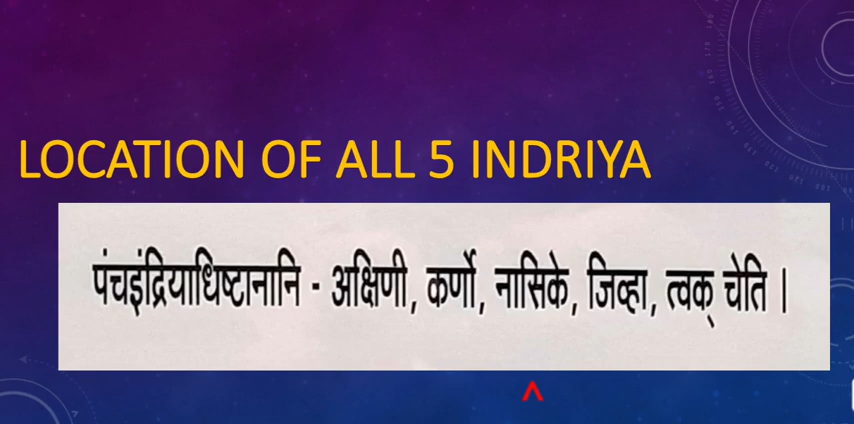 LOCATION OF ALL 5 INDRIYA
पंचइंद्रियाधिष्टानानि - अक्षिणी, कर्णो, नासिके, जिव्हा, त्वक् चेति ।
^